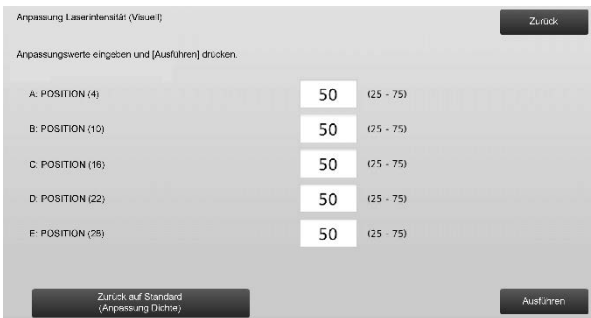 Anpassung Laserintensität (Visuell)
Zurück
Anpassungswerte eingeben und [Ausführen] drücken.
A: POSITION (4)
50 (25 - 75)
B: POSITION (10)
50 (25 - 75)
C: POSITION (16)
50 (25 - 75)
D: POSITION (22)
50 (25 - 75)
E: POSITION (28)
50 (25 - 75)
Zurück auf Standard
(Anpassung Dichte)
Ausführen